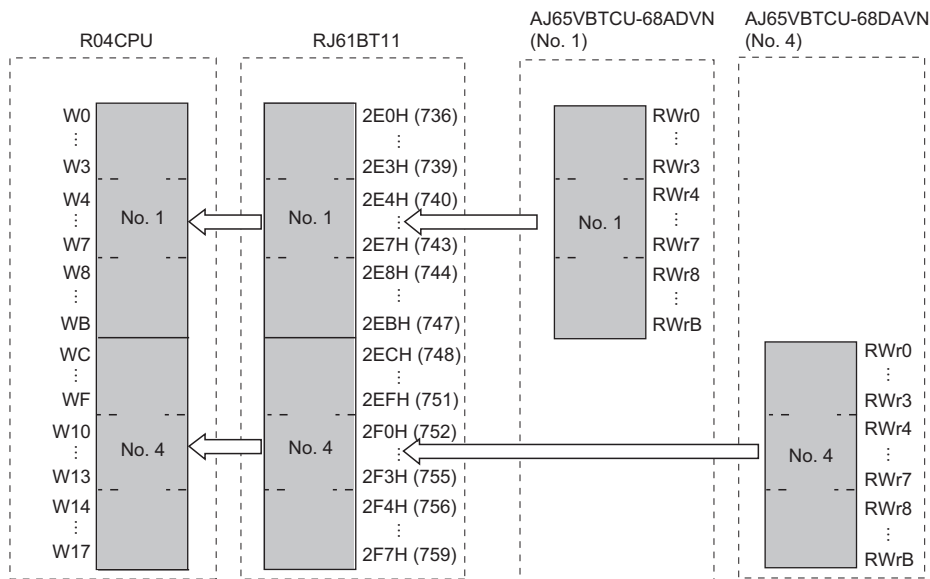 R04CPU
RJ61BT11
AJ65VBTCU-68ADVN
(No. 1)
AJ65VBTCU-68DAVN
(No. 4)
W0
⋮
W3
W4
⋮
W7
W8
⋮
WB
WC
⋮
WF
W10
⋮
W13
W14
⋮
W17
No. 1
No. 4
No. 1
No. 4
2E0H (736)
⋮
2E3H (739)
2E4H (740)
⋮
2E7H (743)
2E8H (744)
⋮
2EBH (747)
2ECH (748)
⋮
2EFH (751)
2F0H (752)
⋮
2F3H (755)
2F4H (756)
⋮
2F7H (759)
No. 1
RWr0
⋮
RWr3
RWr4
⋮
RWr7
RWr8
⋮
RWrB
No. 4
RWr0
⋮
RWr3
RWr4
⋮
RWr7
RWr8
⋮
RWrB